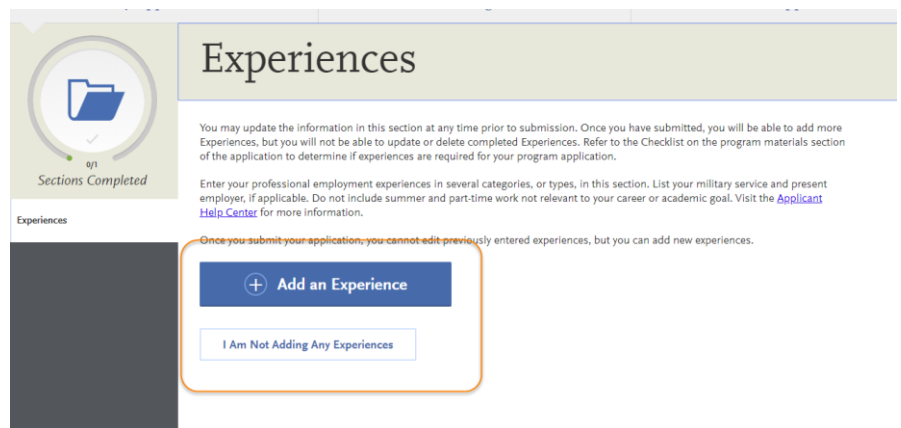 Experiences
You may update the information in this section at any time prior to submission. Once you have submitted, you will be able to add more
Experiences, but you will not be able to update or delete completed Experiences. Refer to the Checklist on the program materials section
of the application to determine if experiences are required for your program application.
0/1
Sections Completed
Enter your professional employment experiences in several categories, or types, in this section. List your military service and present
employer, if applicable. Do not include summer and part-time work not relevant to your career or academic goal. Visit the Applicant
Help Center for more information.
Experiences
Once you submit your application, you cannot edit previously entered experiences, but you can add new experiences.
Add an Experience
I Am Not Adding Any Experiences